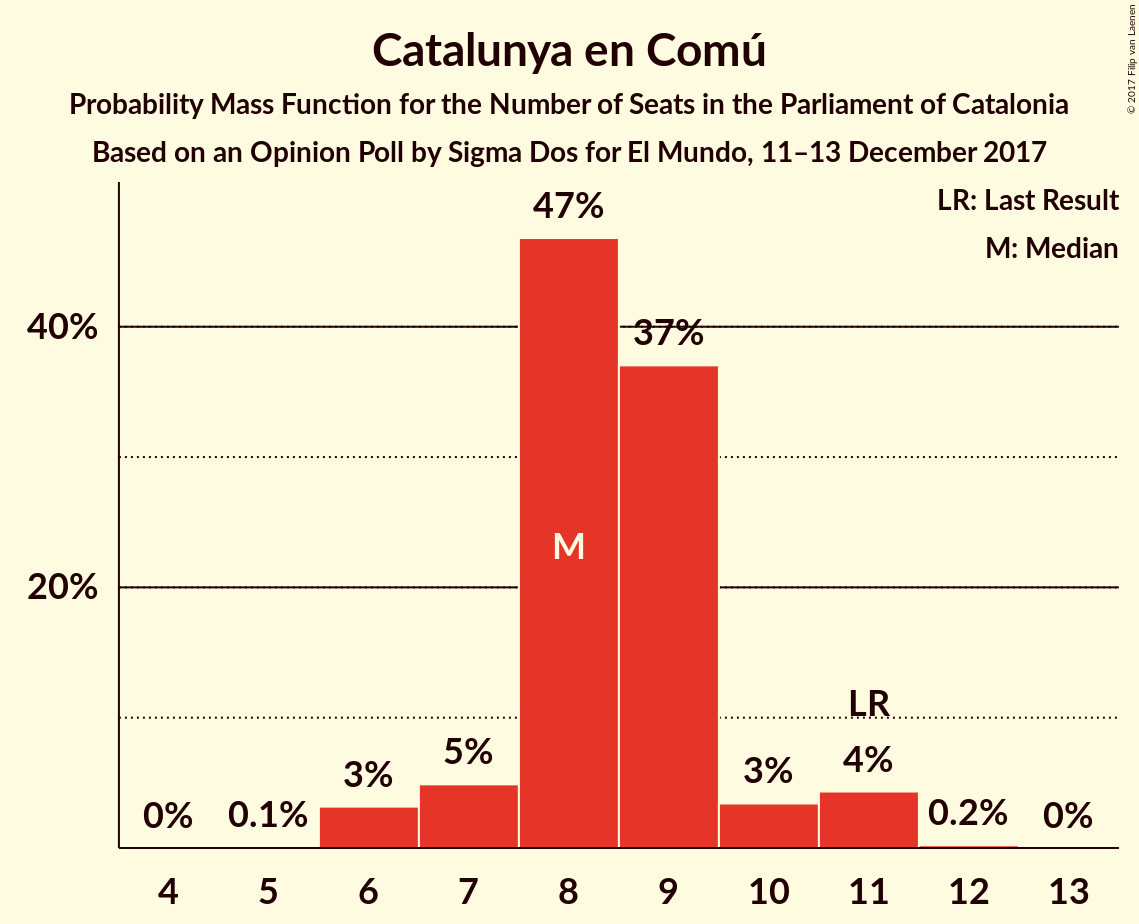 Catalunya en Comú
Probability Mass Function for the Number of Seats in the Parliament of Catalonia
Based on an Opinion Poll by Sigma Dos for El Mundo, 11–13 December 2017
© 2017 Filip van Laenen
LR: Last Result
M: Median
47%
40%
37%
M
20%
LR
0%
0.1%
3%
5%
3%
4%
0.2%
0%
4 5 6 7 8 9 10 11 12 13